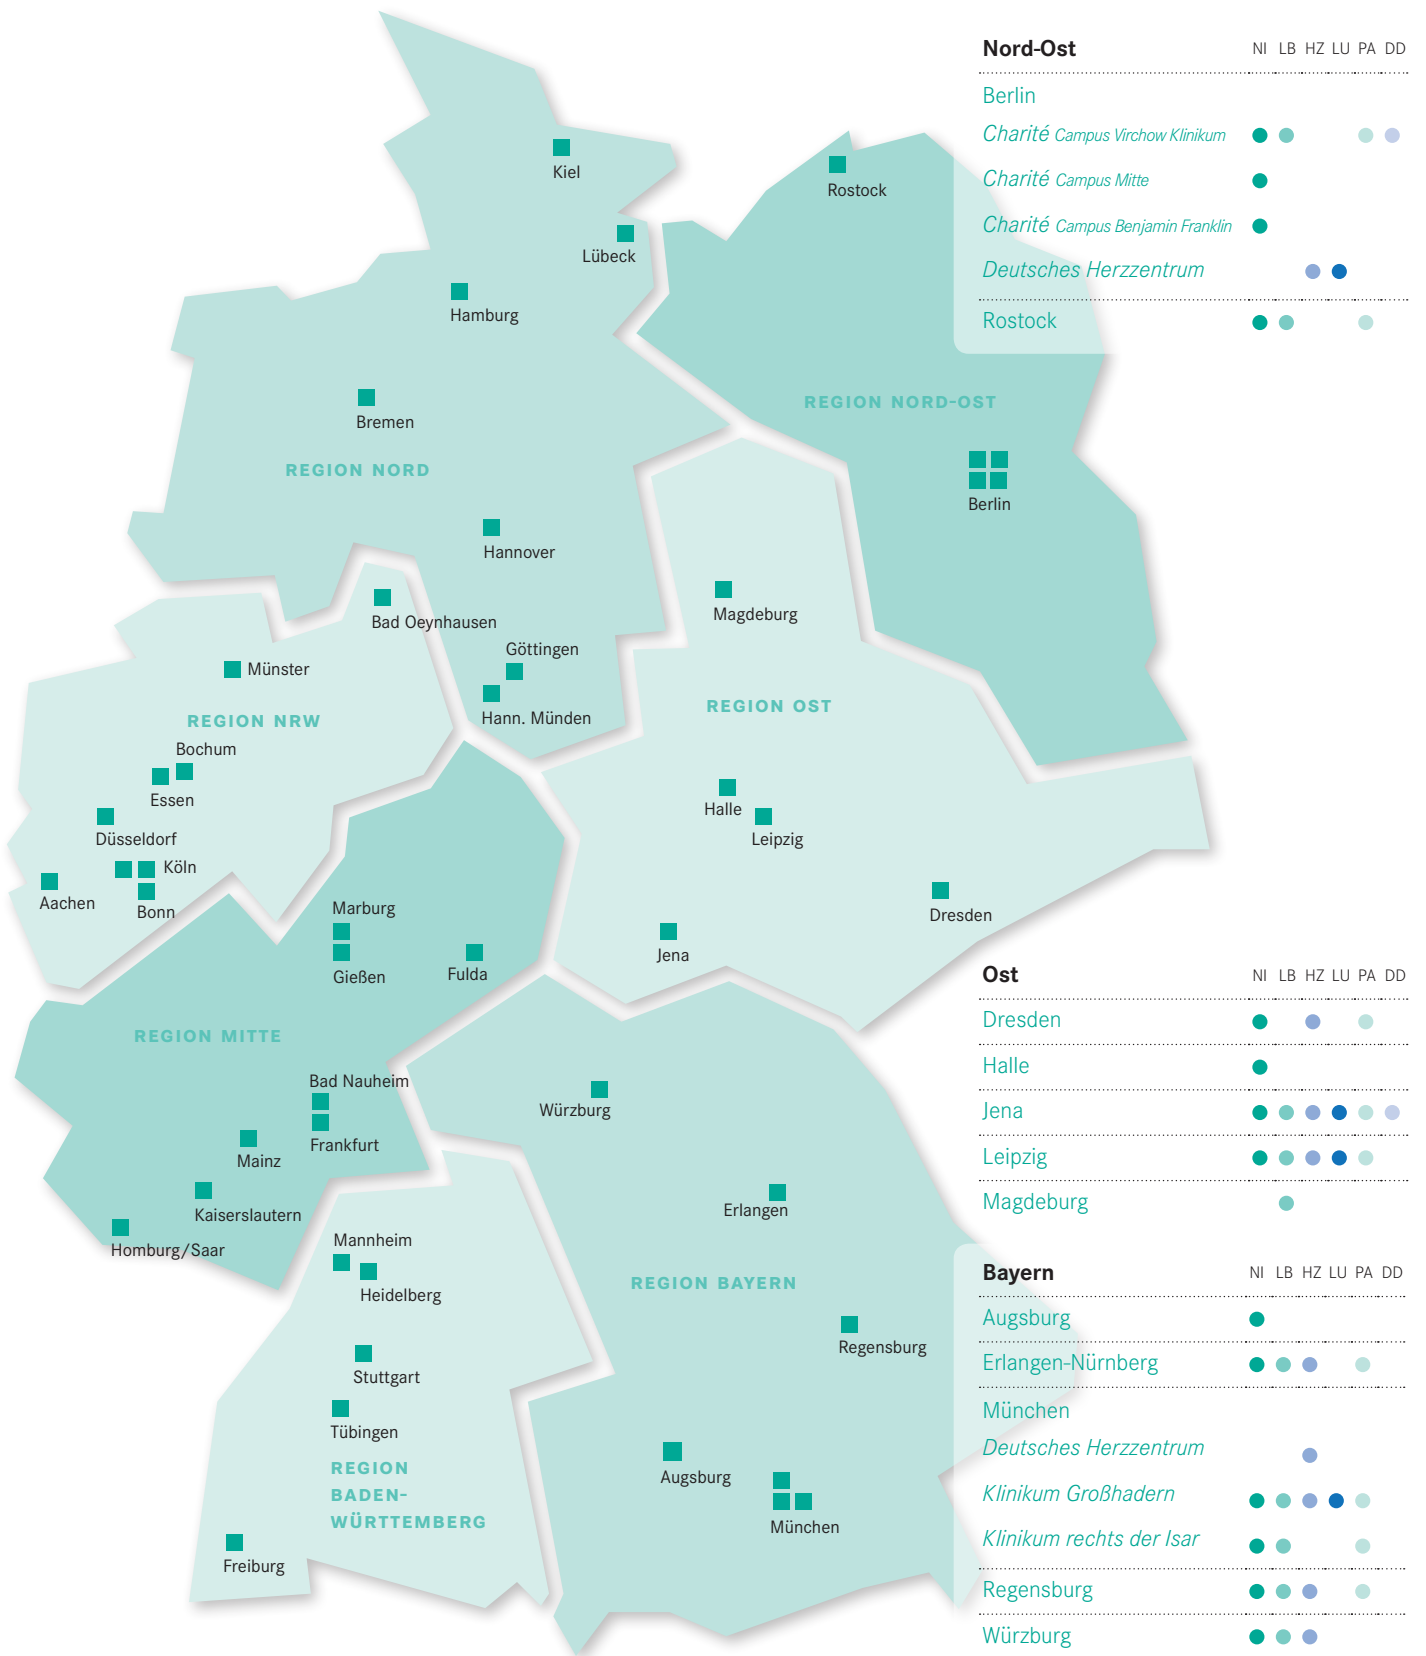 Nord-Ost NI LB HZ LU PA DD
Berlin
Charité Campus Virchow Klinikum
Charité Campus Mitte
Charité Campus Benjamin Franklin
Deutsches Herzzentrum
Rostock
Kiel
Rostock
Lübeck
Hamburg
Bremen
REGION NORD-OST
REGION NORD
Berlin
Hannover
Bad Oeynhausen
Magdeburg
Göttingen
Münster
Hann. Münden
REGION NRW
REGION OST
Bochum
Essen
Halle
Düsseldorf
Leipzig
Köln
Aachen
Bonn
Marburg
Dresden
Gießen
Fulda
Jena
REGION MITTE
Bad Nauheim
Würzburg
Frankfurt
Mainz
Kaiserslautern
Erlangen
Homburg/Saar
Mannheim
Heidelberg
REGION BAYERN
Regensburg
Stuttgart
Tübingen
REGION
BADEN-
WÜRTTEMBERG
Augsburg
München
Freiburg
Ost NI LB HZ LU PA DD
Dresden
Halle
Jena
Leipzig
Magdeburg
Bayern NI LB HZ LU PA DD
Augsburg
Erlangen-Nürnberg
München
Deutsches Herzzentrum
Klinikum Großhadern
Klinikum rechts der Isar
Regensburg
Würzburg